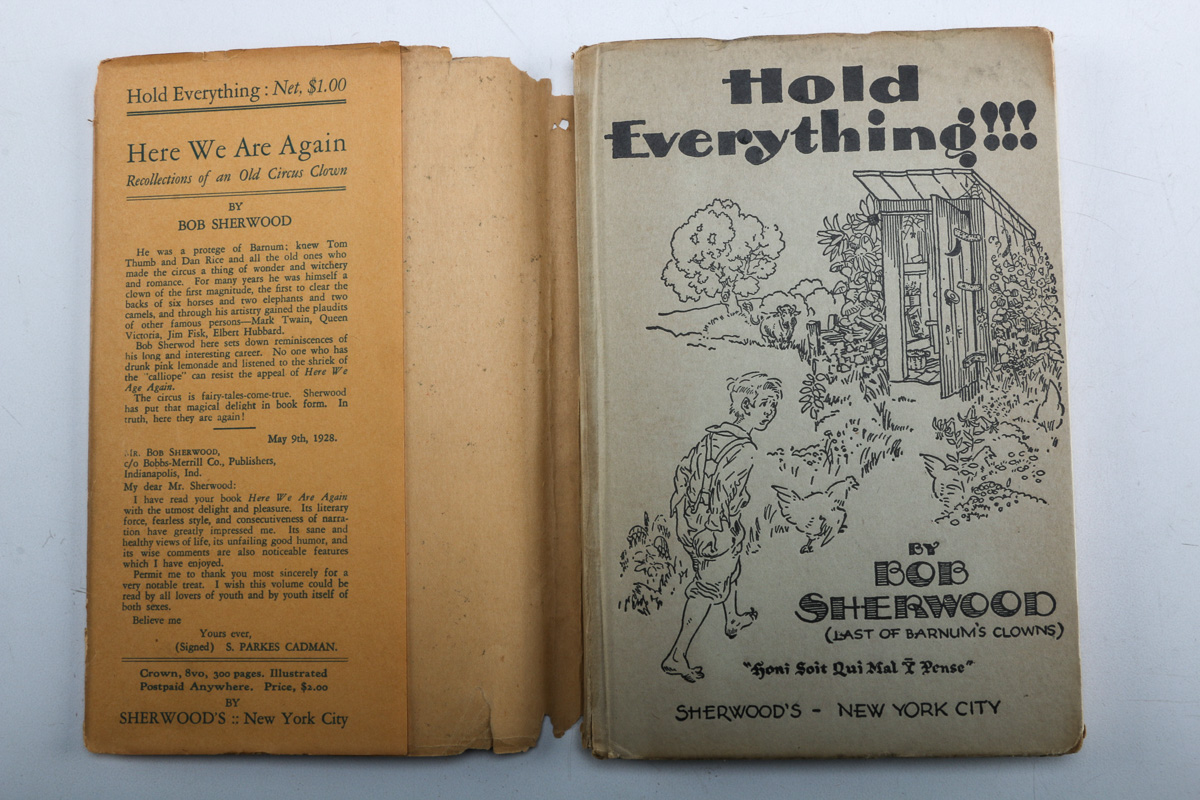 Hold Everything : Net, $1.00
Here We Are Again
Recollections of an Old Circus Clown
BY
BOB SHERWOOD
He was a protege of Barnum; knew Tom
Thumb and Dan Rice and all the old ones who
made the circus a thing of wonder and witchery
and romance. For many years he was himself a
clown of the first magnitude, the first to clear the
backs of six horses and two elephants and two
camels, and through his artistry gained the plaudits
of other famous persons—Mark Twain, Queen
Victoria, Jim Fisk, Elbert Hubbard.
Bob Sherwod here sets down reminiscences of
his long and interesting career. No one who has
drunk pink lemonade and listened to the shriek of
the "calliope" can resist the appeal of Here We
Age Again.
The circus is fairy-tales-come-true. Sherwood
has put that magical delight in book form. In
truth, here they are again!
May 9th, 1928.
Mr. Bob Sherwood,
c/o Bobbs-Merrill Co., Publishers,
Indianapolis, Ind.
My dear Mr. Sherwood:
I have read your book Here We Are Again
with the utmost delight and pleasure. Its literary
force, fearless style, and consecutiveness of narra-
tion have greatly impressed me. Its sane and
healthy views of life, its unfailing good humor, and
its wise comments are also noticeable features
which I have enjoyed.
Permit me to thank you most sincerely for a
very notable treat. I wish this volume could be
read by all lovers of youth and by youth itself of
both sexes.
Believe me
Yours ever,
(Signed) S. PARKES CADMAN.
Crown, 8vo, 300 pages. Illustrated
Postpaid Anywhere. Price, $2.00
BY
SHERWOOD'S :: New York City
Hold
Everything!!!
BY
BOB
SHERWOOD
(LAST OF BARNUM'S CLOWNS)
"Honi Soit Qui Mal Y Pense"
SHERWOOD'S - NEW YORK CITY